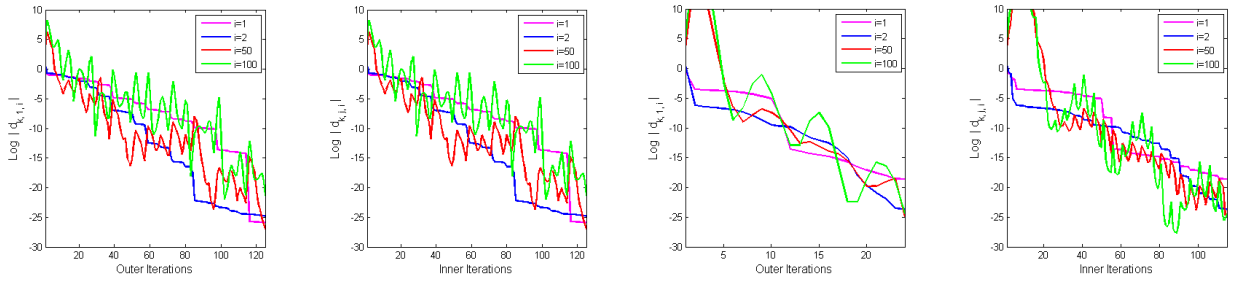 10
5
0
-5
-10
-15
-20
-25
-30
20 40 60 80 100 120
Outer Iterations
Log | d_{k,1,i} |
i=1
i=2
i=50
i=100
10
5
0
-5
-10
-15
-20
-25
-30
20 40 60 80 100 120
Inner Iterations
Log | d_{k,j,i} |
i=1
i=2
i=50
i=100
10
5
0
-5
-10
-15
-20
-25
-30
5 10 15 20
Outer Iterations
Log | d_{k,1,i} |
i=1
i=2
i=50
i=100
10
5
0
-5
-10
-15
-20
-25
-30
20 40 60 80 100
Inner Iterations
Log | d_{k,j,i} |
i=1
i=2
i=50
i=100